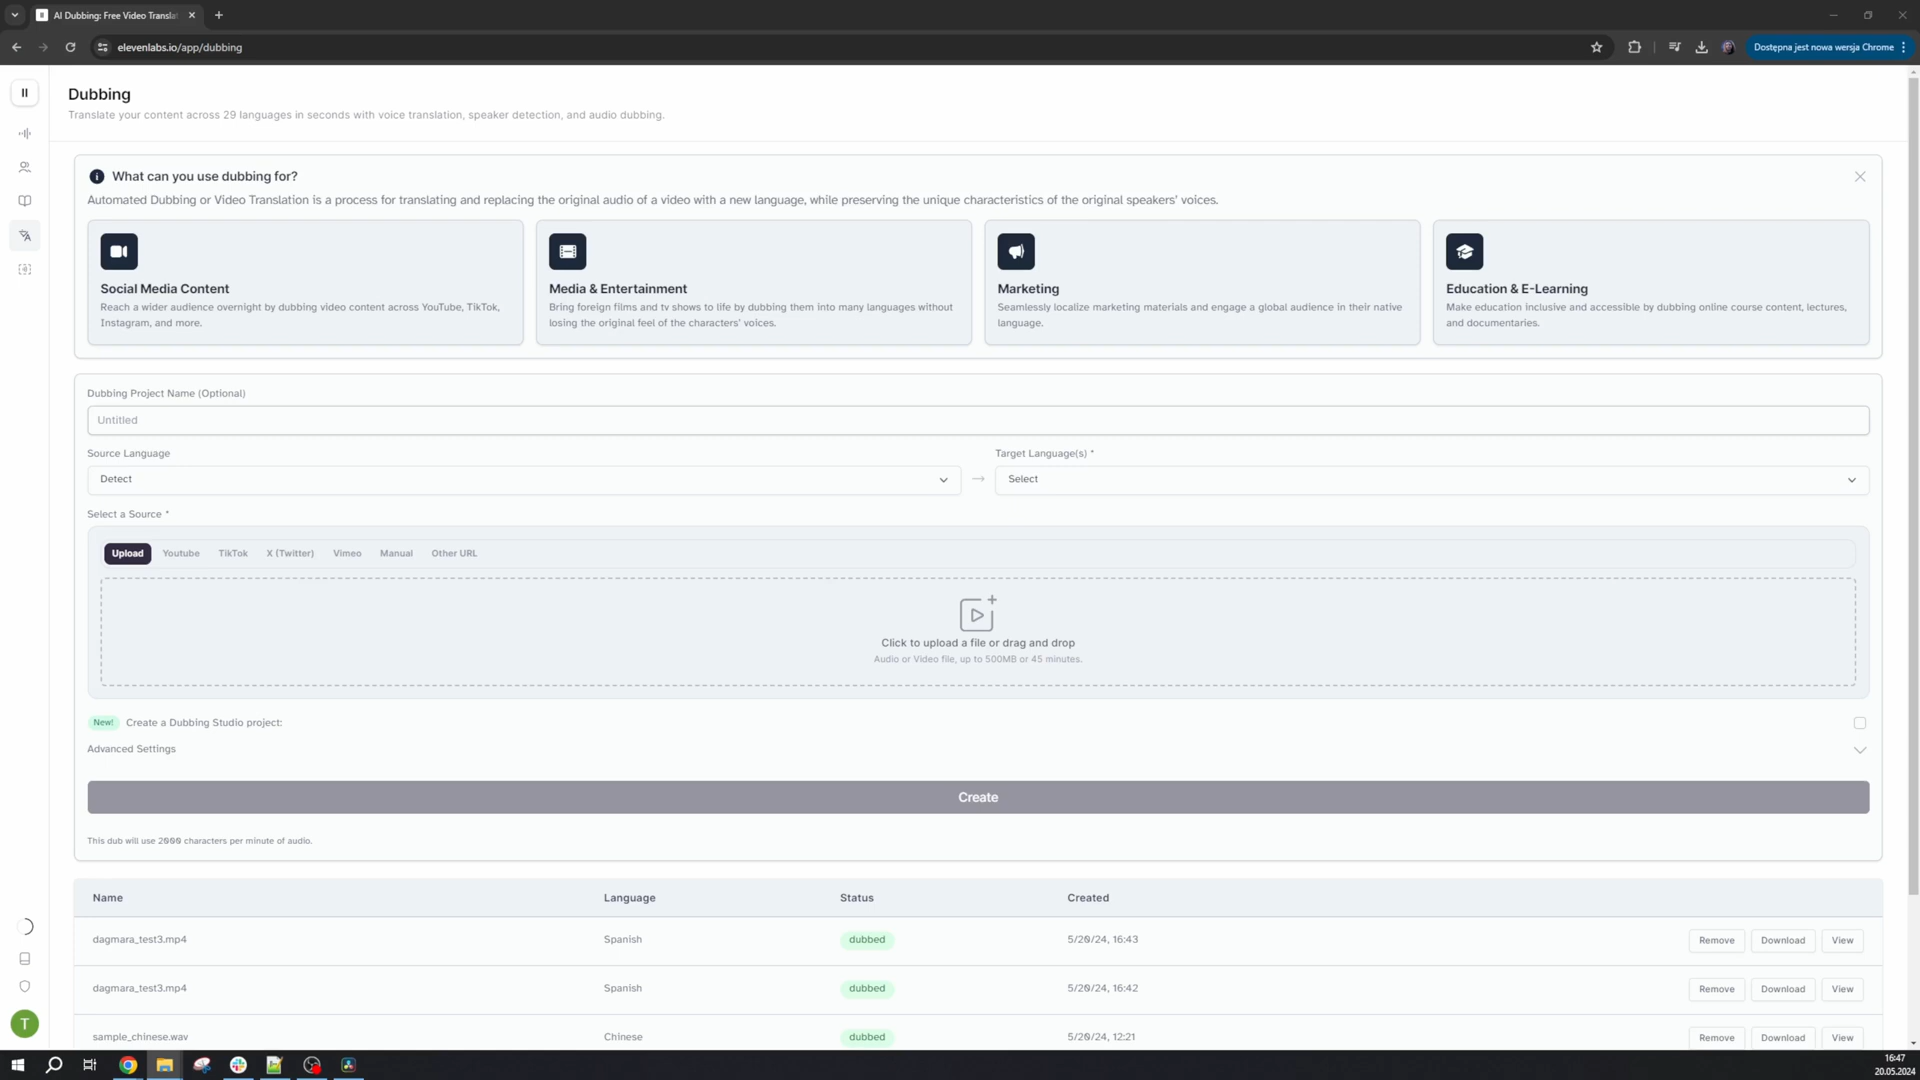 AI Dubbing: Free Video Transla
elevenlabs.io/app/dubbing
Dostępna jest nowa wersja Chrome
Dubbing
Translate your content across 29 languages in seconds with voice translation, speaker detection, and audio dubbing.
What can you use dubbing for?
Automated Dubbing or Video Translation is a process for translating and replacing the original audio of a video with a new language, while preserving the unique characteristics of the original speakers' voices.
Social Media Content
Reach a wider audience overnight by dubbing video content across YouTube, TikTok,
Instagram, and more.
Media & Entertainment
Bring foreign films and tv shows to life by dubbing them into many languages without
losing the original feel of the characters' voices.
Marketing
Seamlessly localize marketing materials and engage a global audience in their native
language.
Education & E-Learning
Make education inclusive and accessible by dubbing online course content, lectures,
and documentaries.
Dubbing Project Name (Optional)
Untitled
Source Language
Target Language(s) *
Detect
Select
Select a Source *
Upload Youtube TikTok X (Twitter) Vimeo Manual Other URL
Click to upload a file or drag and drop
Audio or Video file, up to 500MB or 45 minutes.
New! Create a Dubbing Studio project:
Advanced Settings
Create
This dub will use 2000 characters per minute of audio.
Name Language Status Created
dagmara_test3.mp4 Spanish dubbed 5/20/24, 16:43 Remove Download View
dagmara_test3.mp4 Spanish dubbed 5/20/24, 16:42 Remove Download View
sample_chinese.wav Chinese dubbed 5/20/24, 12:21 Remove Download View
T
16:47
20.05.2024